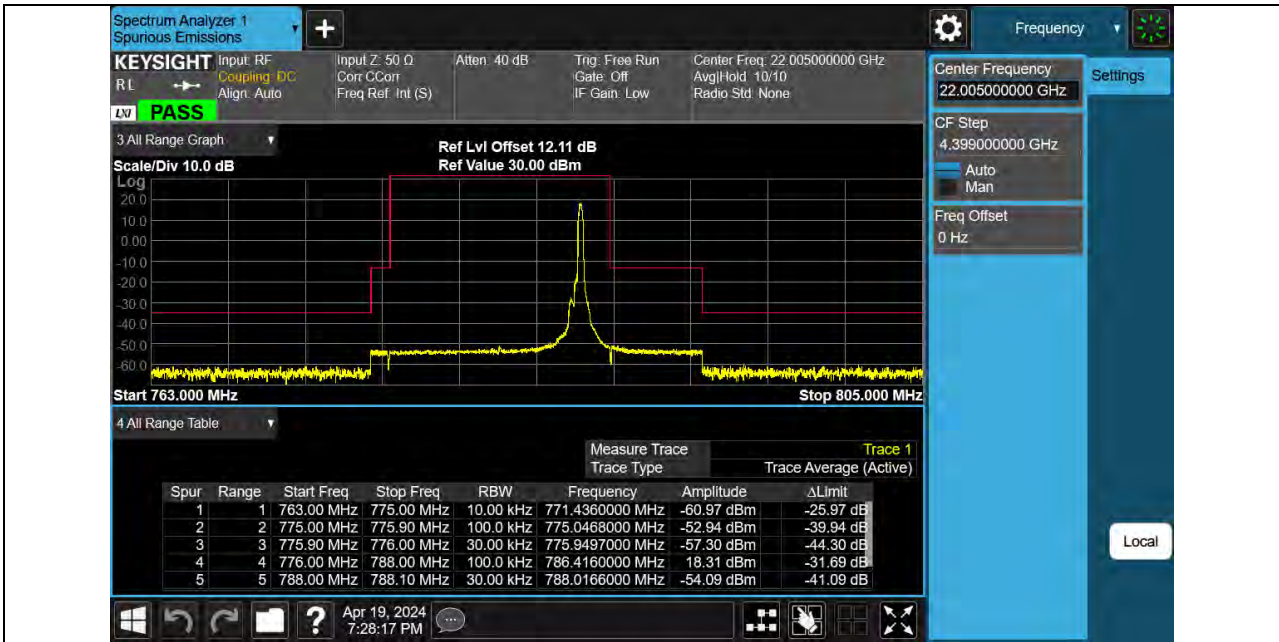 Spectrum Analyzer 1
Spurious Emissions
Frequency
KEYSIGHT
Input: RF
Input Z: 50 Ω
Atten: 40 dB
Trig: Free Run
Center Freq: 22.005000000 GHz
RL
Coupling: DC
Corr CCorr
Gate: Off
Avg|Hold: 10/10
Align: Auto
Freq Ref: Int (S)
IF Gain: Low
Radio Std: None
LXI
PASS
Center Frequency
22.005000000 GHz
Settings
CF Step
4.399000000 GHz
Auto
Man
Freq Offset
0 Hz
3 All Range Graph
Ref Lvl Offset 12.11 dB
Scale/Div 10.0 dB
Ref Value 30.00 dBm
Log
20.0
10.0
0.00
-10.0
-20.0
-30.0
-40.0
-50.0
-60.0
Start 763.000 MHz
Stop 805.000 MHz
4 All Range Table
Measure Trace Trace 1
Trace Type Trace Average (Active)
Spur Range Start Freq Stop Freq RBW Frequency Amplitude ΔLimit
1 1 763.00 MHz 775.00 MHz 10.00 kHz 771.4360000 MHz -60.97 dBm -25.97 dB
2 2 775.00 MHz 775.90 MHz 100.0 kHz 775.0468000 MHz -52.94 dBm -39.94 dB
3 3 775.90 MHz 776.00 MHz 30.00 kHz 775.9497000 MHz -57.30 dBm -44.30 dB
4 4 776.00 MHz 788.00 MHz 100.0 kHz 786.4160000 MHz 18.31 dBm -31.69 dB
5 5 788.00 MHz 788.10 MHz 30.00 kHz 788.0166000 MHz -54.09 dBm -41.09 dB
Local
Apr 19, 2024
7:28:17 PM